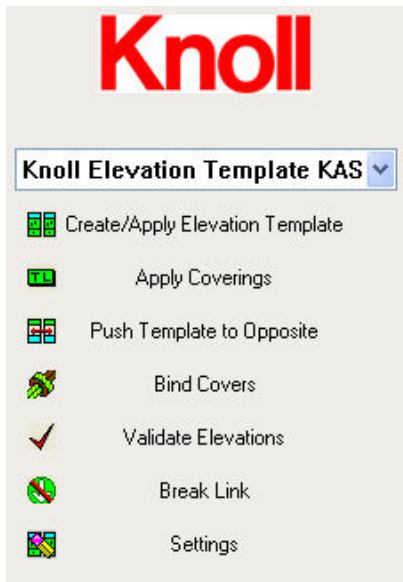 Knoll
Knoll Elevation Template KAS
Create/Apply Elevation Template
TL
Apply Coverings
Push Template to Opposite
Bind Covers
Validate Elevations
Break Link
Settings